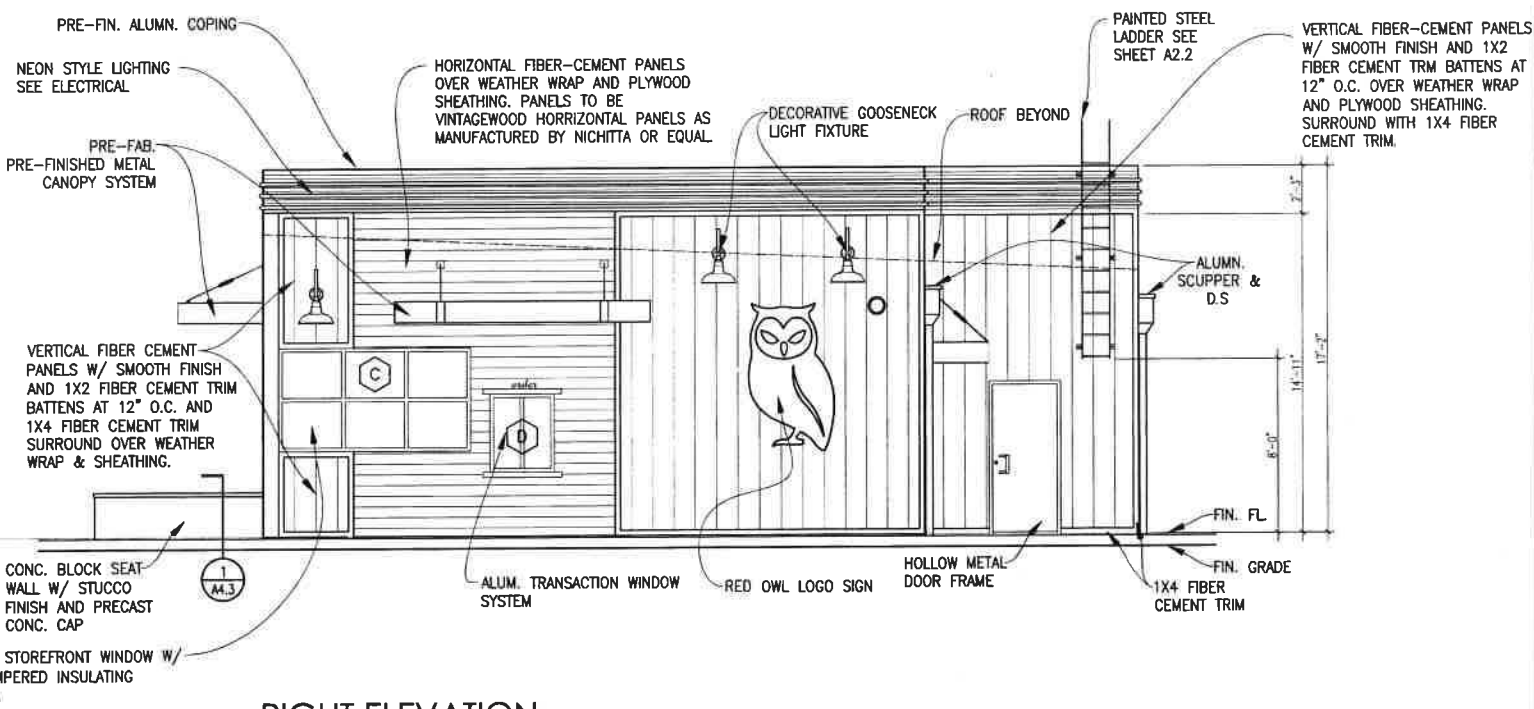 PRE-FIN. ALUMN. COPING
NEON STYLE LIGHTING
SEE ELECTRICAL
PRE-FAB.
PRE-FINISHED METAL
CANOPY SYSTEM
HORIZONTAL FIBER-CEMENT PANELS
OVER WEATHER WRAP AND PLYWOOD
SHEATHING. PANELS TO BE
VINTAGEWOOD HORRIZONTAL PANELS AS
MANUFACTURED BY NICHITTA OR EQUAL
DECORATIVE GOOSENECK
LIGHT FIXTURE
ROOF BEYOND
PAINTED STEEL
LADDER SEE
SHEET A2.2
VERTICAL FIBER-CEMENT PANELS
W/ SMOOTH FINISH AND 1X2
FIBER CEMENT TRM BATTENS AT
12" O.C. OVER WEATHER WRAP
AND PLYWOOD SHEATHING.
SURROUND WITH 1X4 FIBER
CEMENT TRIM.
2'-3"
ALUMN.
SCUPPER &
D.S
VERTICAL FIBER CEMENT
PANELS W/ SMOOTH FINISH
AND 1X2 FIBER CEMENT TRIM
BATTENS AT 12" O.C. AND
1X4 FIBER CEMENT TRIM
SURROUND OVER WEATHER
WRAP & SHEATHING.
C
order
D
8'-0"
14'-11"
17'-2"
FIN. FL
FIN. GRADE
CONC. BLOCK SEAT
WALL W/ STUCCO
FINISH AND PRECAST
CONC. CAP
1
A4.3
ALUM. TRANSACTION WINDOW
SYSTEM
RED OWL LOGO SIGN
HOLLOW METAL
DOOR FRAME
1X4 FIBER
CEMENT TRIM
STOREFRONT WINDOW W/
MPERED INSULATING
RIGHT ELEVATION